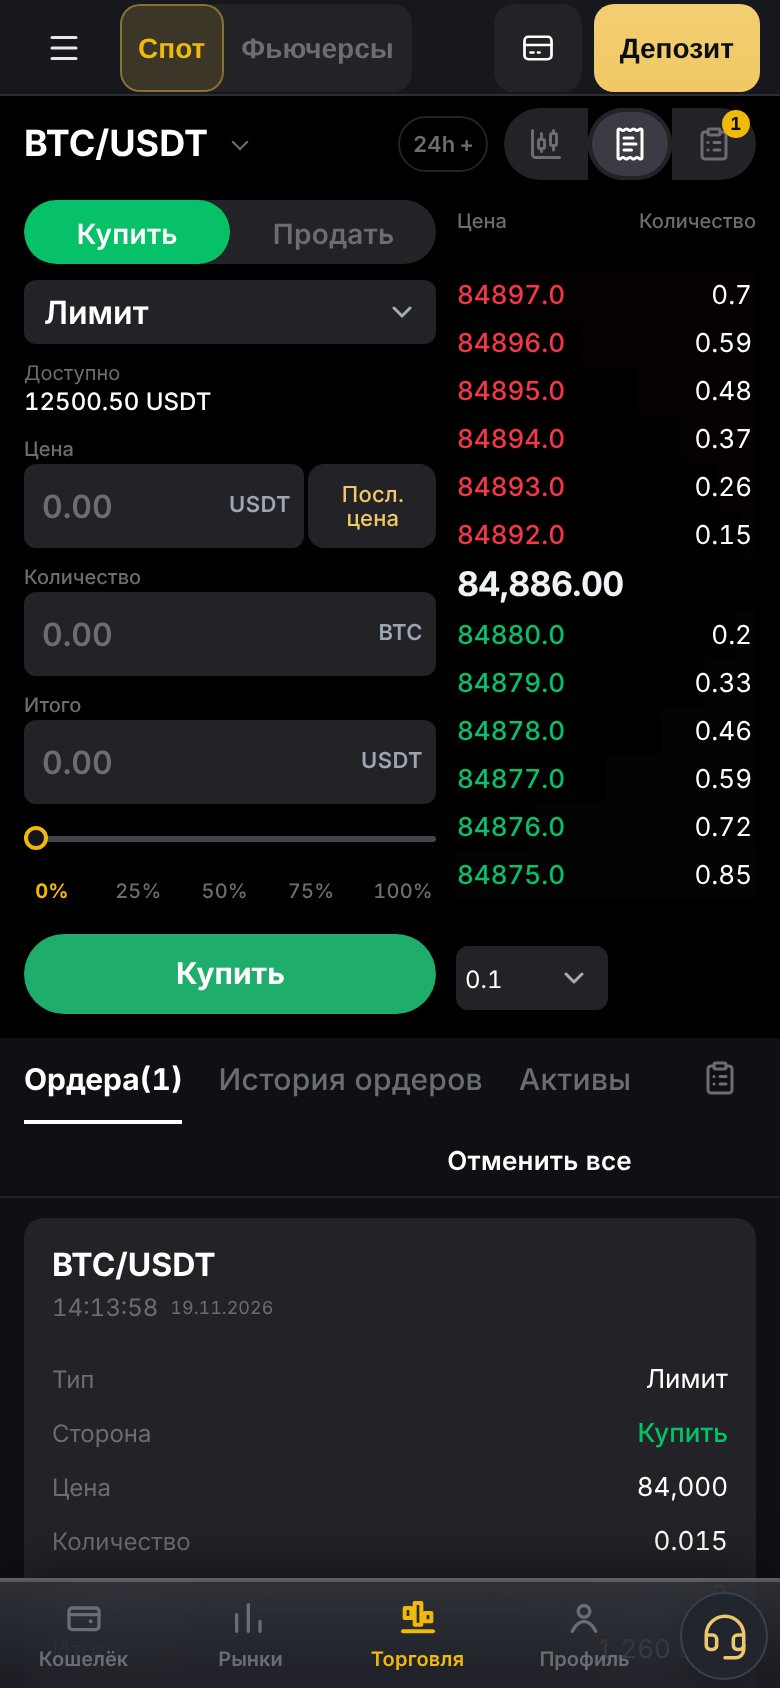 Спот Фьючерсы Депозит
BTC/USDT 24h + 1
Купить Продать
Цена Количество
Лимит
Доступно
12500.50 USDT
Цена
0.00 USDT
Посл.
цена
Количество
0.00 BTC
Итого
0.00 USDT
0% 25% 50% 75% 100%
Купить
84897.0 0.7
84896.0 0.59
84895.0 0.48
84894.0 0.37
84893.0 0.26
84892.0 0.15
84,886.00
84880.0 0.2
84879.0 0.33
84878.0 0.46
84877.0 0.59
84876.0 0.72
84875.0 0.85
0.1
Ордера(1) История ордеров Активы
Отменить все
BTC/USDT
14:13:58 19.11.2026
Тип Лимит
Сторона Купить
Цена 84,000
Количество 0.015
Итого 1,260
Кошелёк Рынки Торговля Профиль